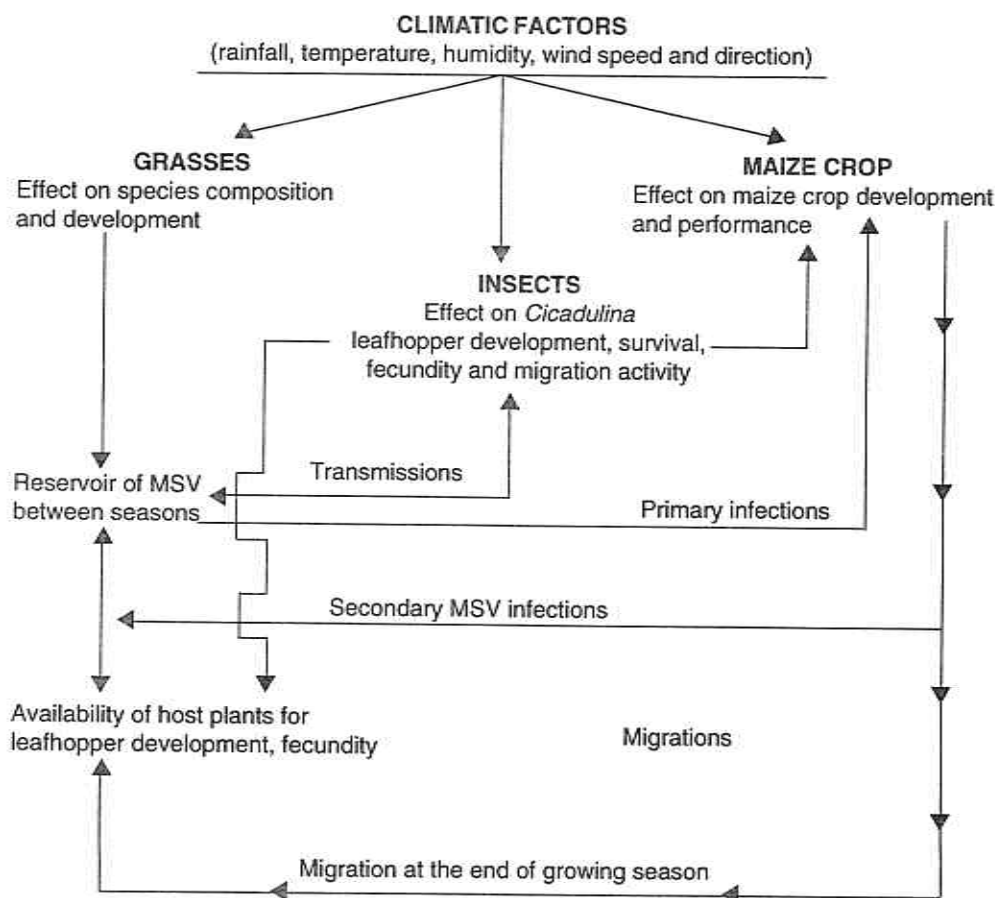 CLIMATIC FACTORS
(rainfall, temperature, humidity, wind speed and direction)
GRASSES
Effect on species composition
and development
MAIZE CROP
Effect on maize crop development
and performance
INSECTS
Effect on Cicadulina
leafhopper development, survival,
fecundity and migration activity
Reservoir of MSV
between seasons
Transmissions
Primary infections
Secondary MSV infections
Availability of host plants for
leafhopper development, fecundity
Migrations
Migration at the end of growing season